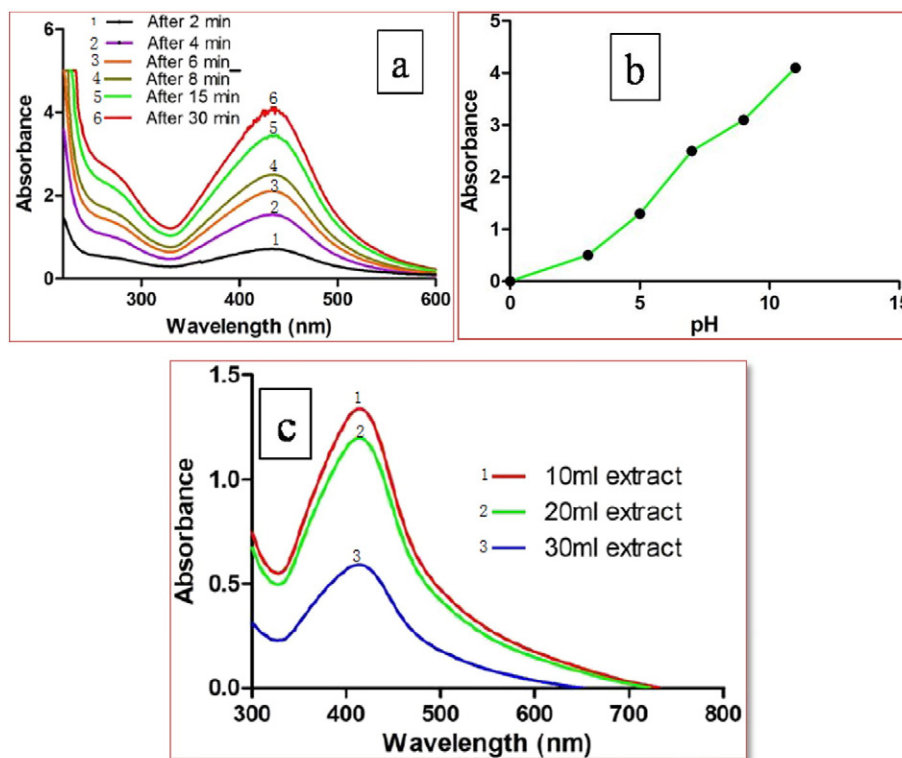 1 After 2 min
2 After 4 min
3 After 6 min
4 After 8 min
5 After 15 min
6 After 30 min
a
6
5
4
3
2
1
6
4
2
0
Absorbance
300 400 500 600
Wavelength (nm)
b
5
4
3
2
1
0
Absorbance
0 5 10 15
pH
c
1
2
3
1 10ml extract
2 20ml extract
3 30ml extract
1.5
1.0
0.5
0.0
Absorbance
300 400 500 600 700 800
Wavelength (nm)